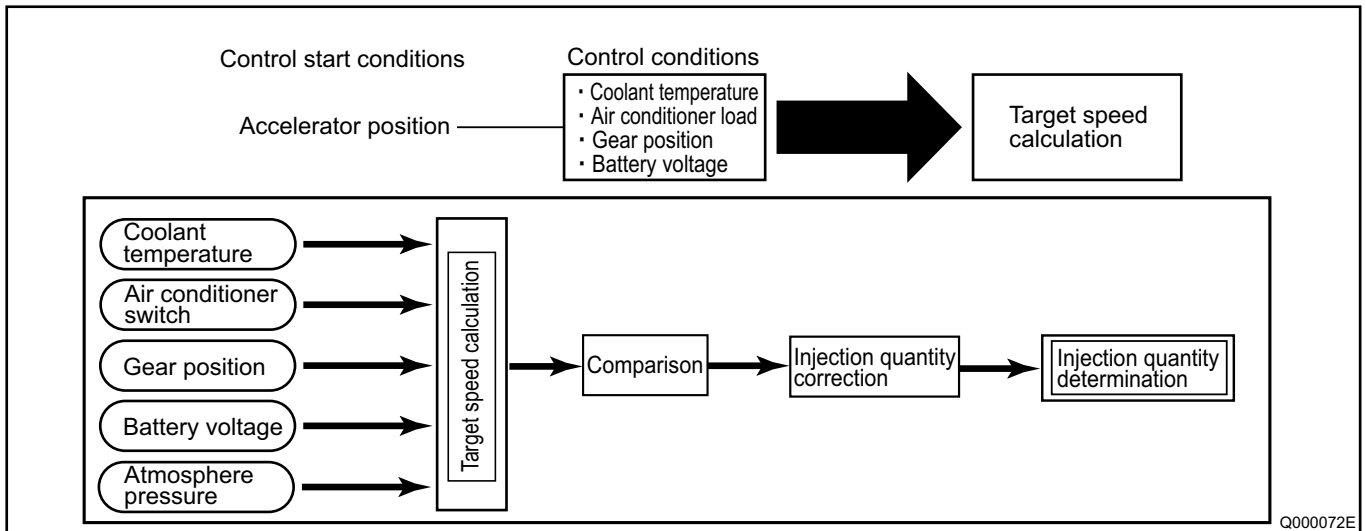 Control start conditions
Control conditions
Accelerator position
・Coolant temperature
・Air conditioner load
・Gear position
・Battery voltage
Target speed
calculation
Coolant
temperature
Air conditioner
switch
Gear position
Battery voltage
Atmosphere
pressure
Target speed calculation
Comparison
Injection quantity
correction
Injection quantity
determination
Q000072E